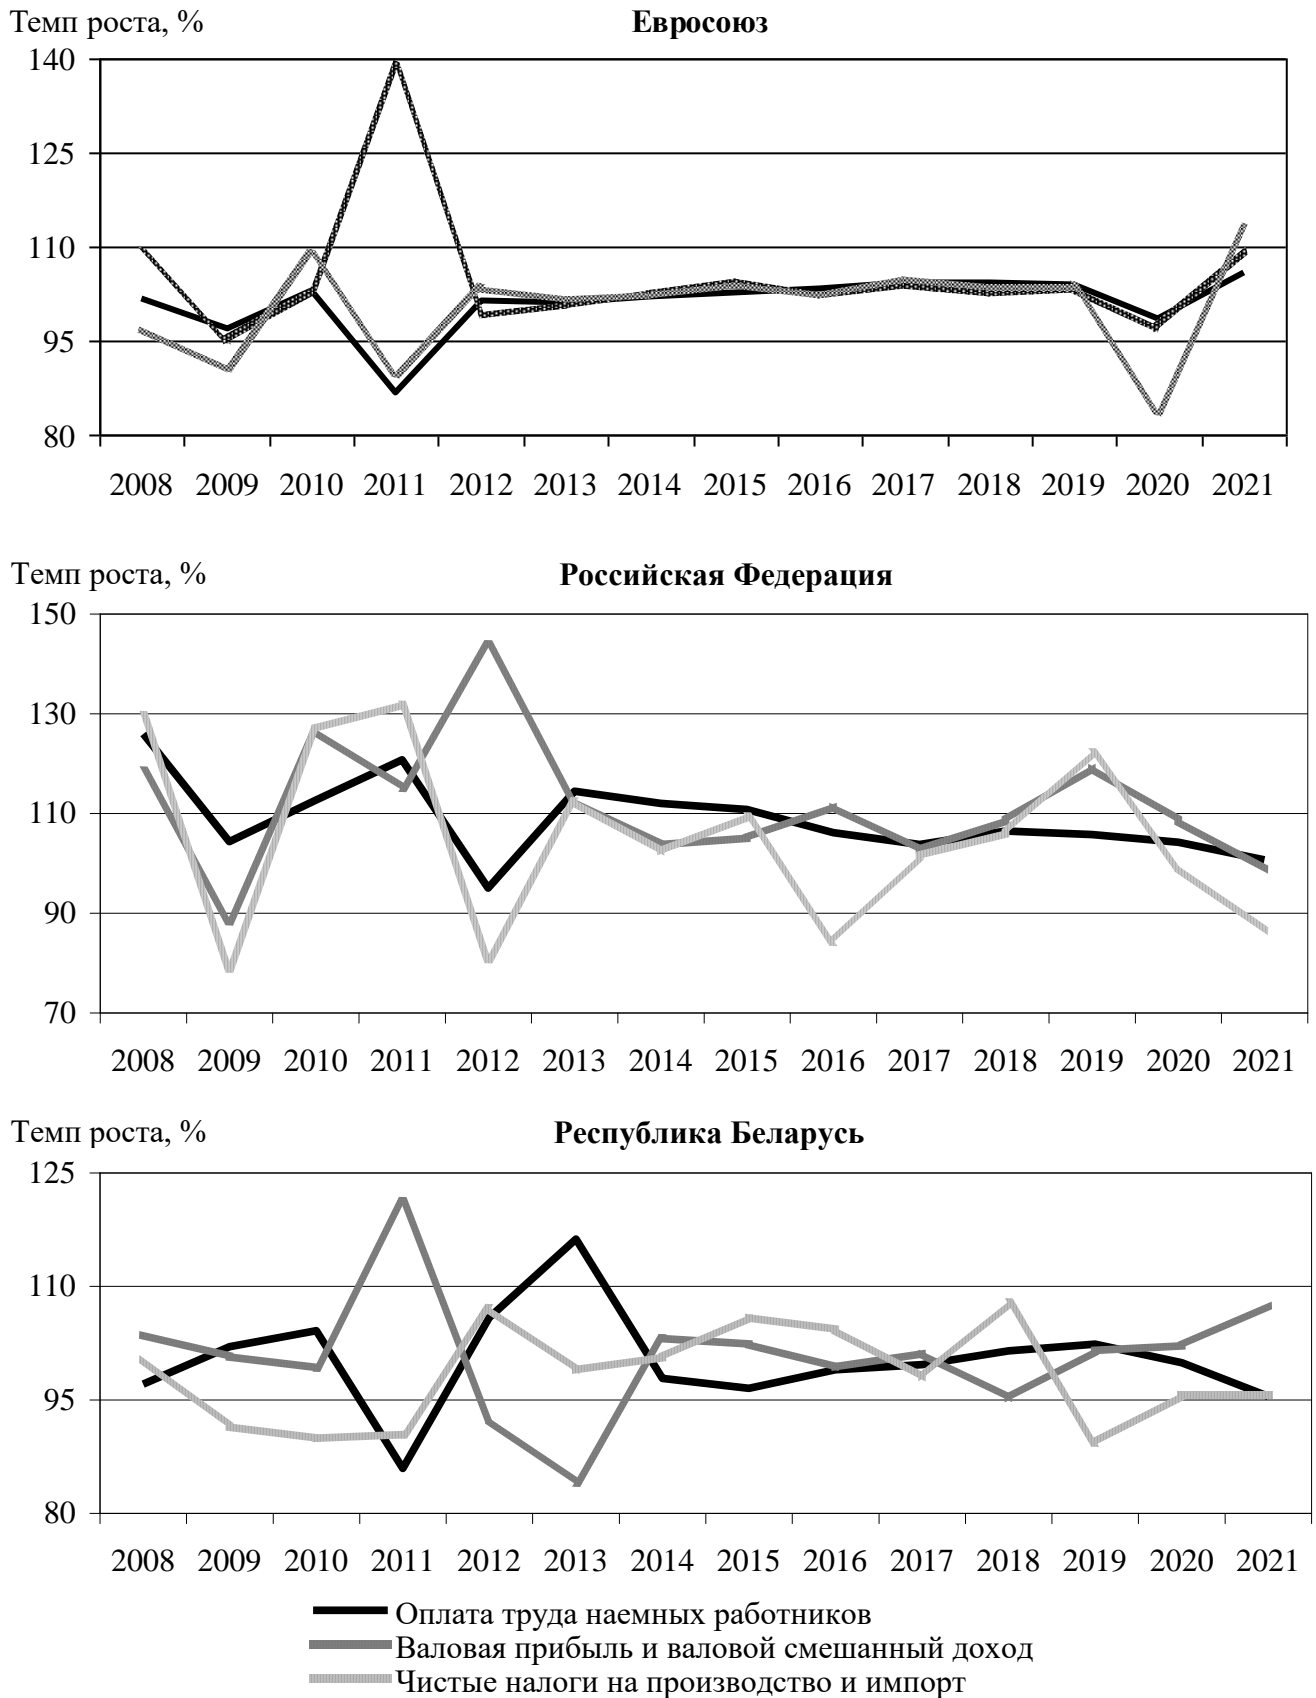 Темп роста, %
Евросоюз
140
125
110
95
80
2008 2009 2010 2011 2012 2013 2014 2015 2016 2017 2018 2019 2020 2021
Темп роста, %
Российская Федерация
150
130
110
90
70
2008 2009 2010 2011 2012 2013 2014 2015 2016 2017 2018 2019 2020 2021
Темп роста, %
Республика Беларусь
125
110
95
80
2008 2009 2010 2011 2012 2013 2014 2015 2016 2017 2018 2019 2020 2021
Оплата труда наемных работников
Валовая прибыль и валовой смешанный доход
Чистые налоги на производство и импорт